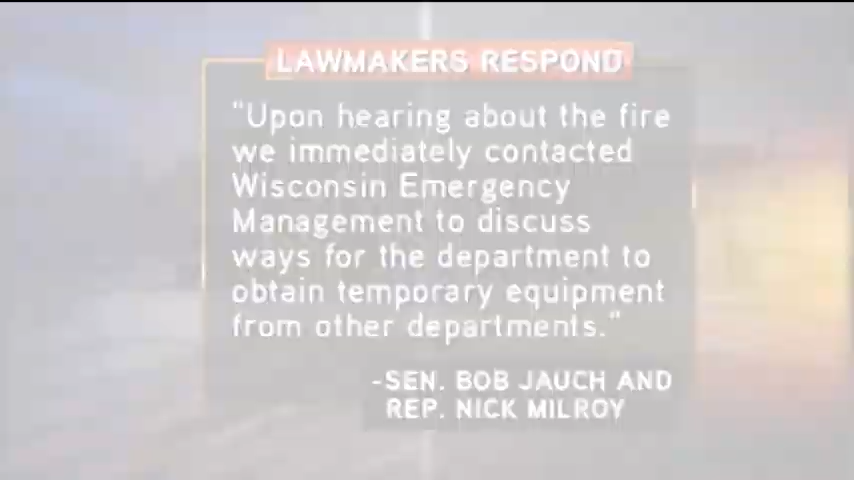 LAWMAKERS RESPOND
"Upon hearing about the fire
we immediately contacted
Wisconsin Emergency
Management to discuss
ways for the department to
obtain temporary equipment
from other departments."
-SEN. BOB JAUCH AND
REP. NICK MILROY